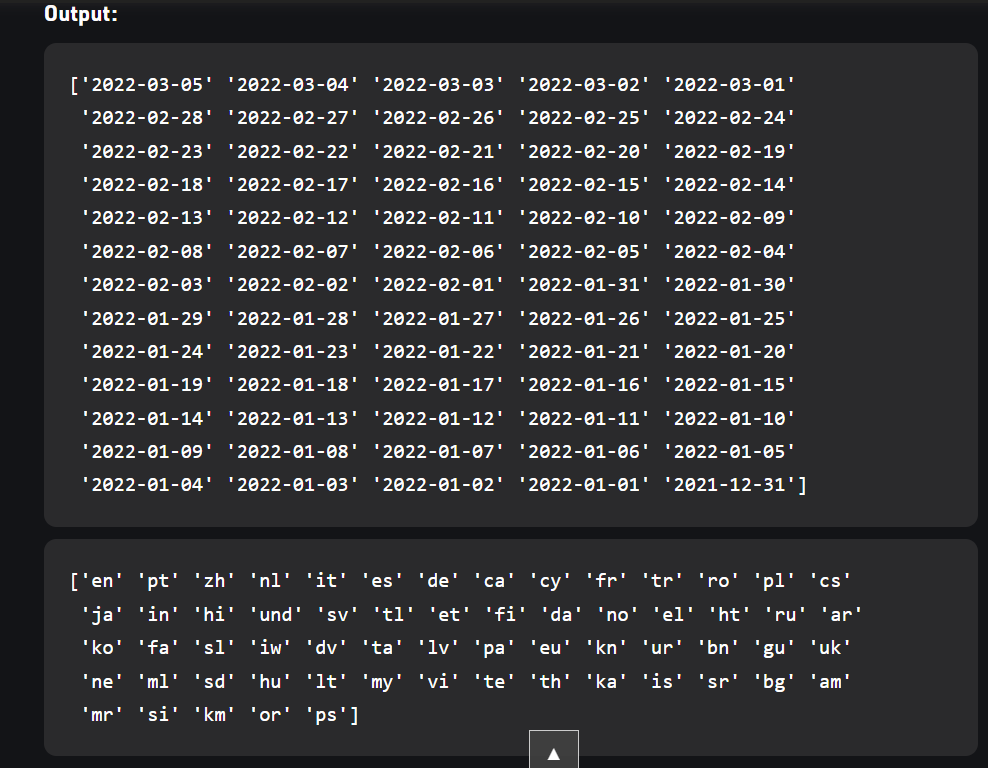 Output:
['2022-03-05' '2022-03-04' '2022-03-03' '2022-03-02' '2022-03-01'
'2022-02-28' '2022-02-27' '2022-02-26' '2022-02-25' '2022-02-24'
'2022-02-23' '2022-02-22' '2022-02-21' '2022-02-20' '2022-02-19'
'2022-02-18' '2022-02-17' '2022-02-16' '2022-02-15' '2022-02-14'
'2022-02-13' '2022-02-12' '2022-02-11' '2022-02-10' '2022-02-09'
'2022-02-08' '2022-02-07' '2022-02-06' '2022-02-05' '2022-02-04'
'2022-02-03' '2022-02-02' '2022-02-01' '2022-01-31' '2022-01-30'
'2022-01-29' '2022-01-28' '2022-01-27' '2022-01-26' '2022-01-25'
'2022-01-24' '2022-01-23' '2022-01-22' '2022-01-21' '2022-01-20'
'2022-01-19' '2022-01-18' '2022-01-17' '2022-01-16' '2022-01-15'
'2022-01-14' '2022-01-13' '2022-01-12' '2022-01-11' '2022-01-10'
'2022-01-09' '2022-01-08' '2022-01-07' '2022-01-06' '2022-01-05'
'2022-01-04' '2022-01-03' '2022-01-02' '2022-01-01' '2021-12-31']
['en' 'pt' 'zh' 'nl' 'it' 'es' 'de' 'ca' 'cy' 'fr' 'tr' 'ro' 'pl' 'cs'
'ja' 'in' 'hi' 'und' 'sv' 'tl' 'et' 'fi' 'da' 'no' 'el' 'ht' 'ru' 'ar'
'ko' 'fa' 'sl' 'iw' 'dv' 'ta' 'lv' 'pa' 'eu' 'kn' 'ur' 'bn' 'gu' 'uk'
'ne' 'ml' 'sd' 'hu' 'lt' 'my' 'vi' 'te' 'th' 'ka' 'is' 'sr' 'bg' 'am'
'mr' 'si' 'km' 'or' 'ps']